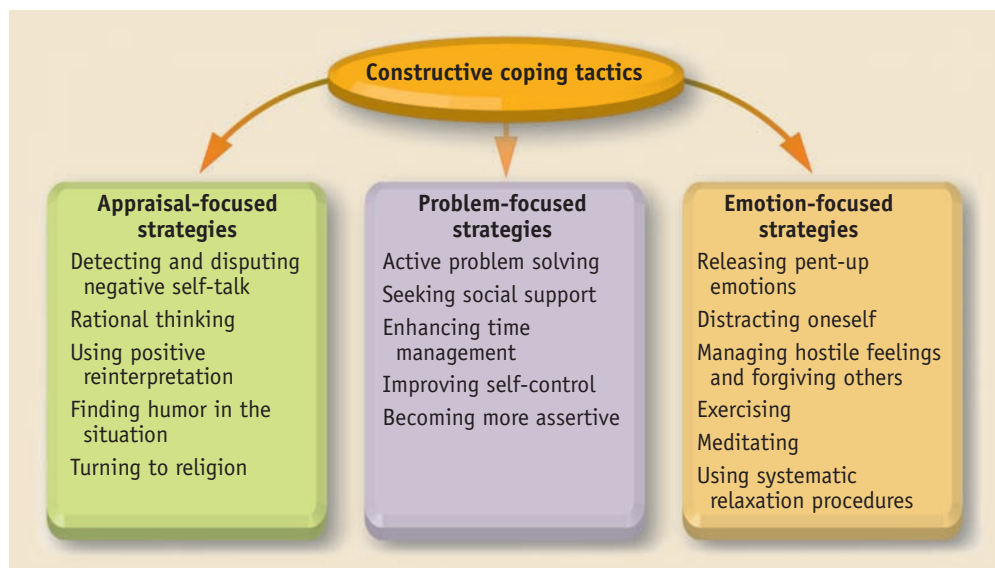 Constructive coping tactics
Appraisal-focused
strategies
Detecting and disputing
negative self-talk
Rational thinking
Using positive
reinterpretation
Finding humor in the
situation
Turning to religion
Problem-focused
strategies
Active problem solving
Seeking social support
Enhancing time
management
Improving self-control
Becoming more assertive
Emotion-focused
strategies
Releasing pent-up
emotions
Distracting oneself
Managing hostile feelings
and forgiving others
Exercising
Meditating
Using systematic
relaxation procedures